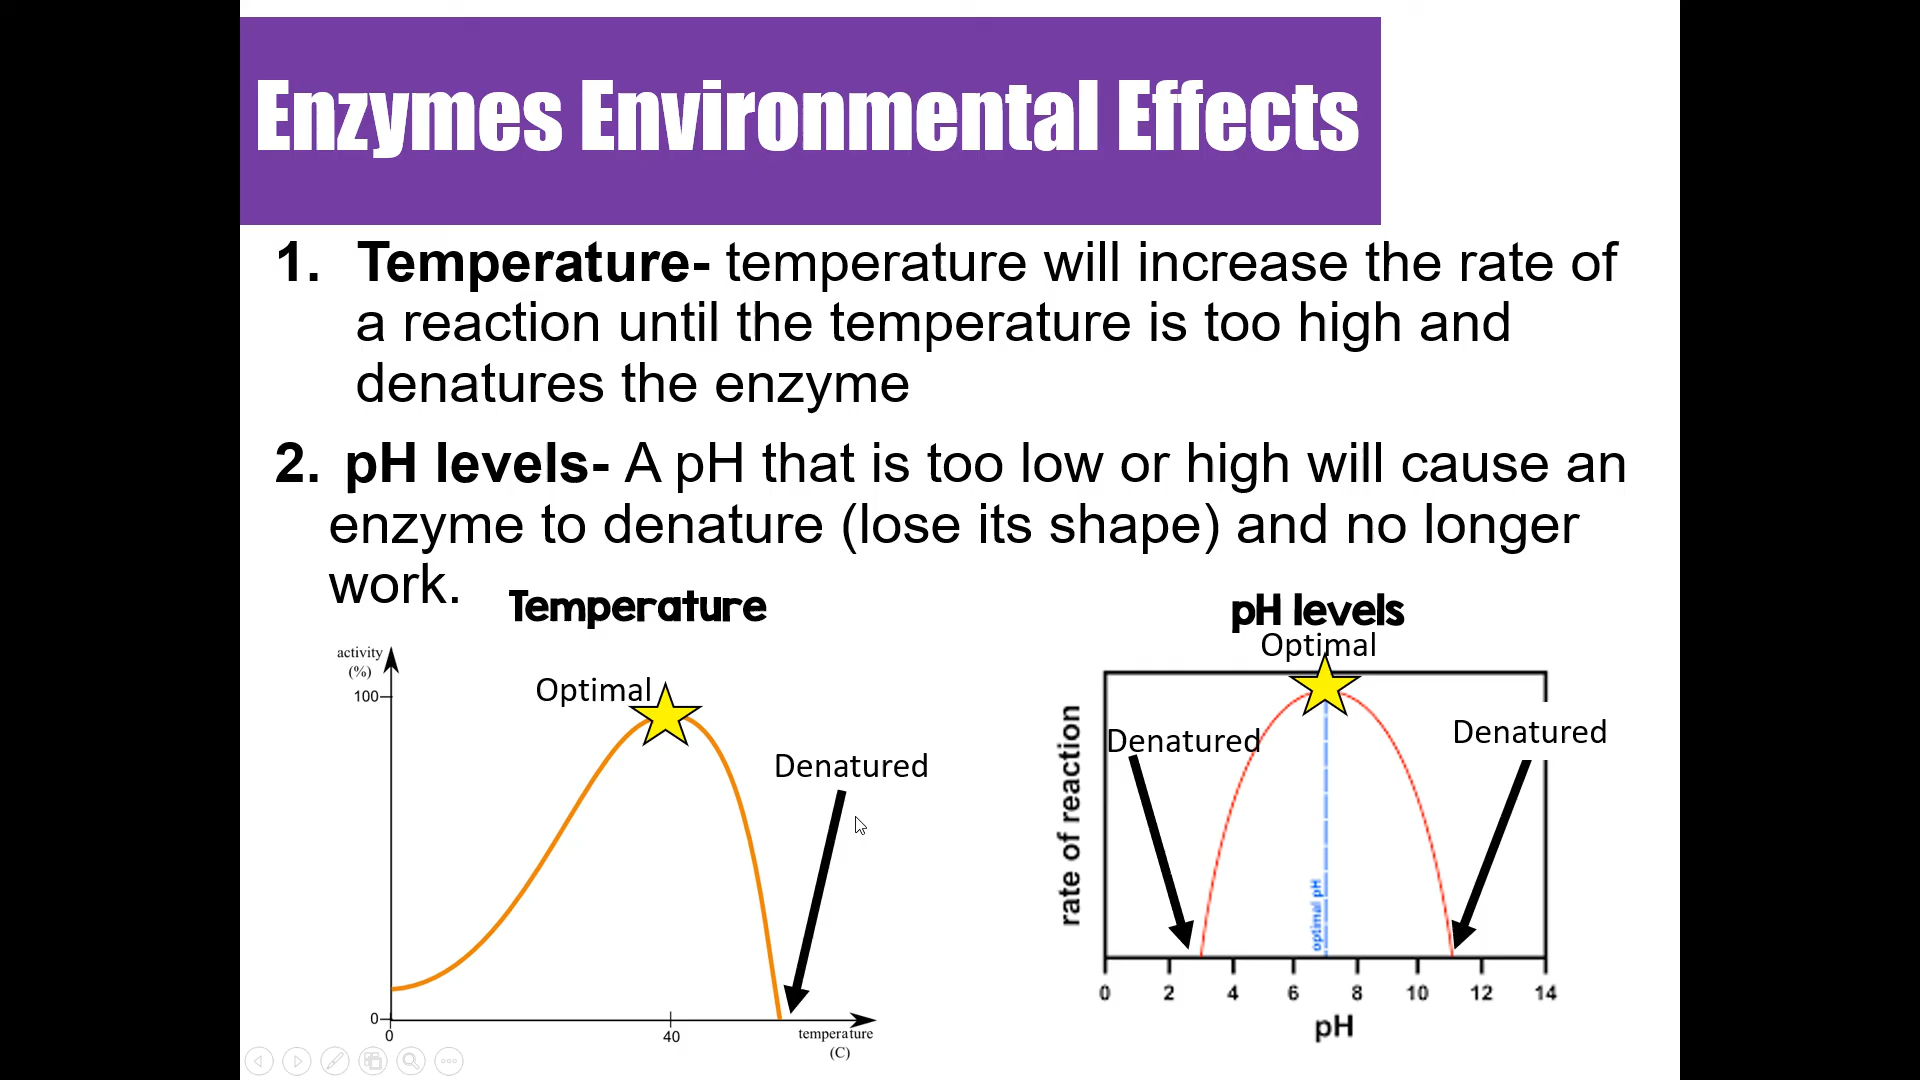 Enzymes Environmental Effects
1. Temperature- temperature will increase the rate of
a reaction until the temperature is too high and
denatures the enzyme
2. pH levels- A pH that is too low or high will cause an
enzyme to denature (lose its shape) and no longer
work.
Temperature
activity
(%)
100
Optimal
Denatured
0
0
40
temperature
(C)
pH levels
Optimal
Denatured
Denatured
rate of reaction
optimal pH
0 2 4 6 8 10 12 14
pH